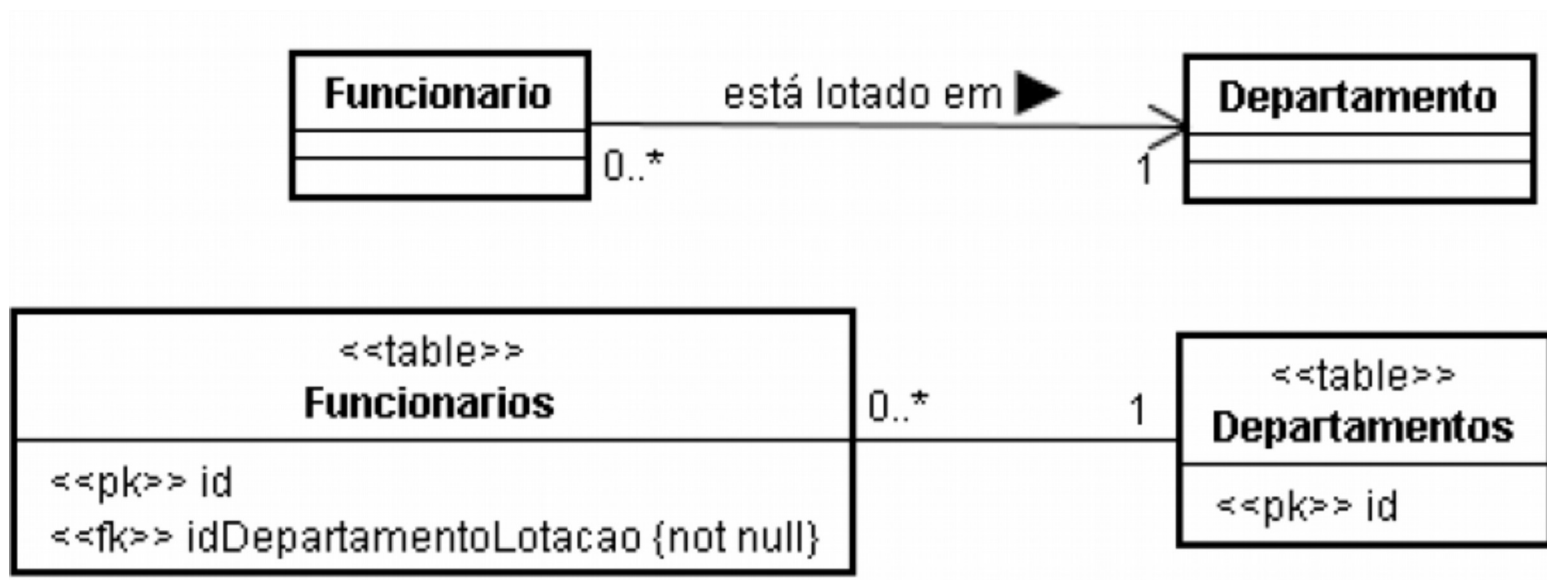 Funcionario
está lotado em
Departamento
0..*
1
<<table>>
Funcionarios
<<pk>> id
<<fk>> idDepartamentoLotacao {not null}
0..*
1
<<table>>
Departamentos
<<pk>> id